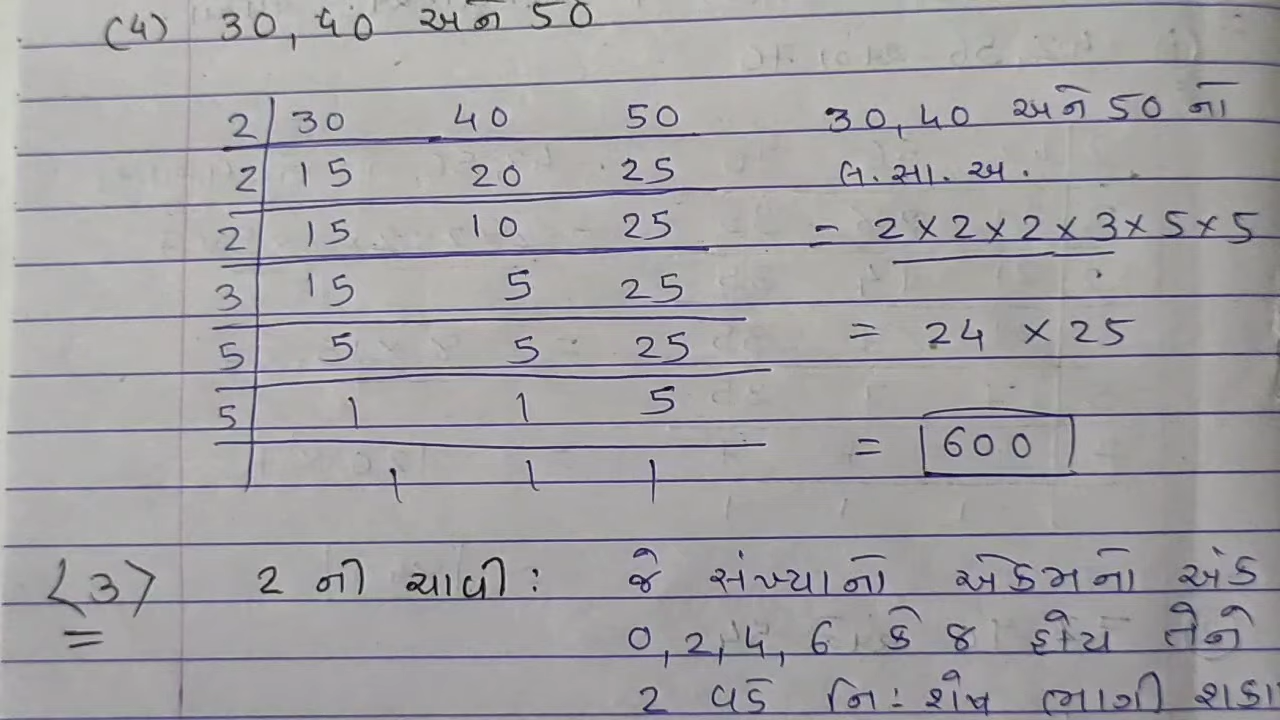 (4) 30, 40 અને 50
2 30 40 50 30, 40 અને 50 નો
2 15 20 25 લ. સા. અ.
2 15 10 25 = 2 × 2 × 2 × 3 × 5 × 5
3 15 5 25
5 5 5 25 = 24 × 25
5 1 1 5
1 1 1 = 600
<3> 2 ની ચાવી : જે સંખ્યાનો એકમનો અંક
0, 2, 4, 6 કે 8 હોય તેને
2 વડે નિ:શેષ ભાગી શકા